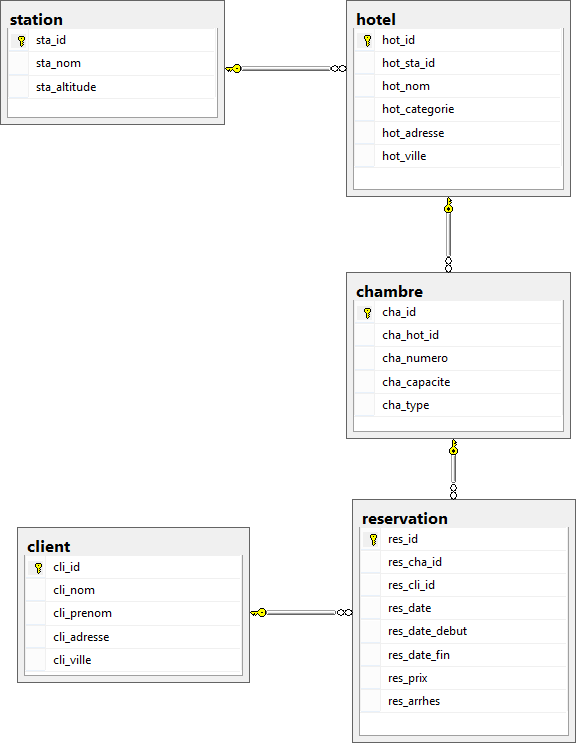 station
sta_id
sta_nom
sta_altitude
hotel
hot_id
hot_sta_id
hot_nom
hot_categorie
hot_adresse
hot_ville
chambre
cha_id
cha_hot_id
cha_numero
cha_capacite
cha_type
client
cli_id
cli_nom
cli_prenom
cli_adresse
cli_ville
reservation
res_id
res_cha_id
res_cli_id
res_date
res_date_debut
res_date_fin
res_prix
res_arrhes